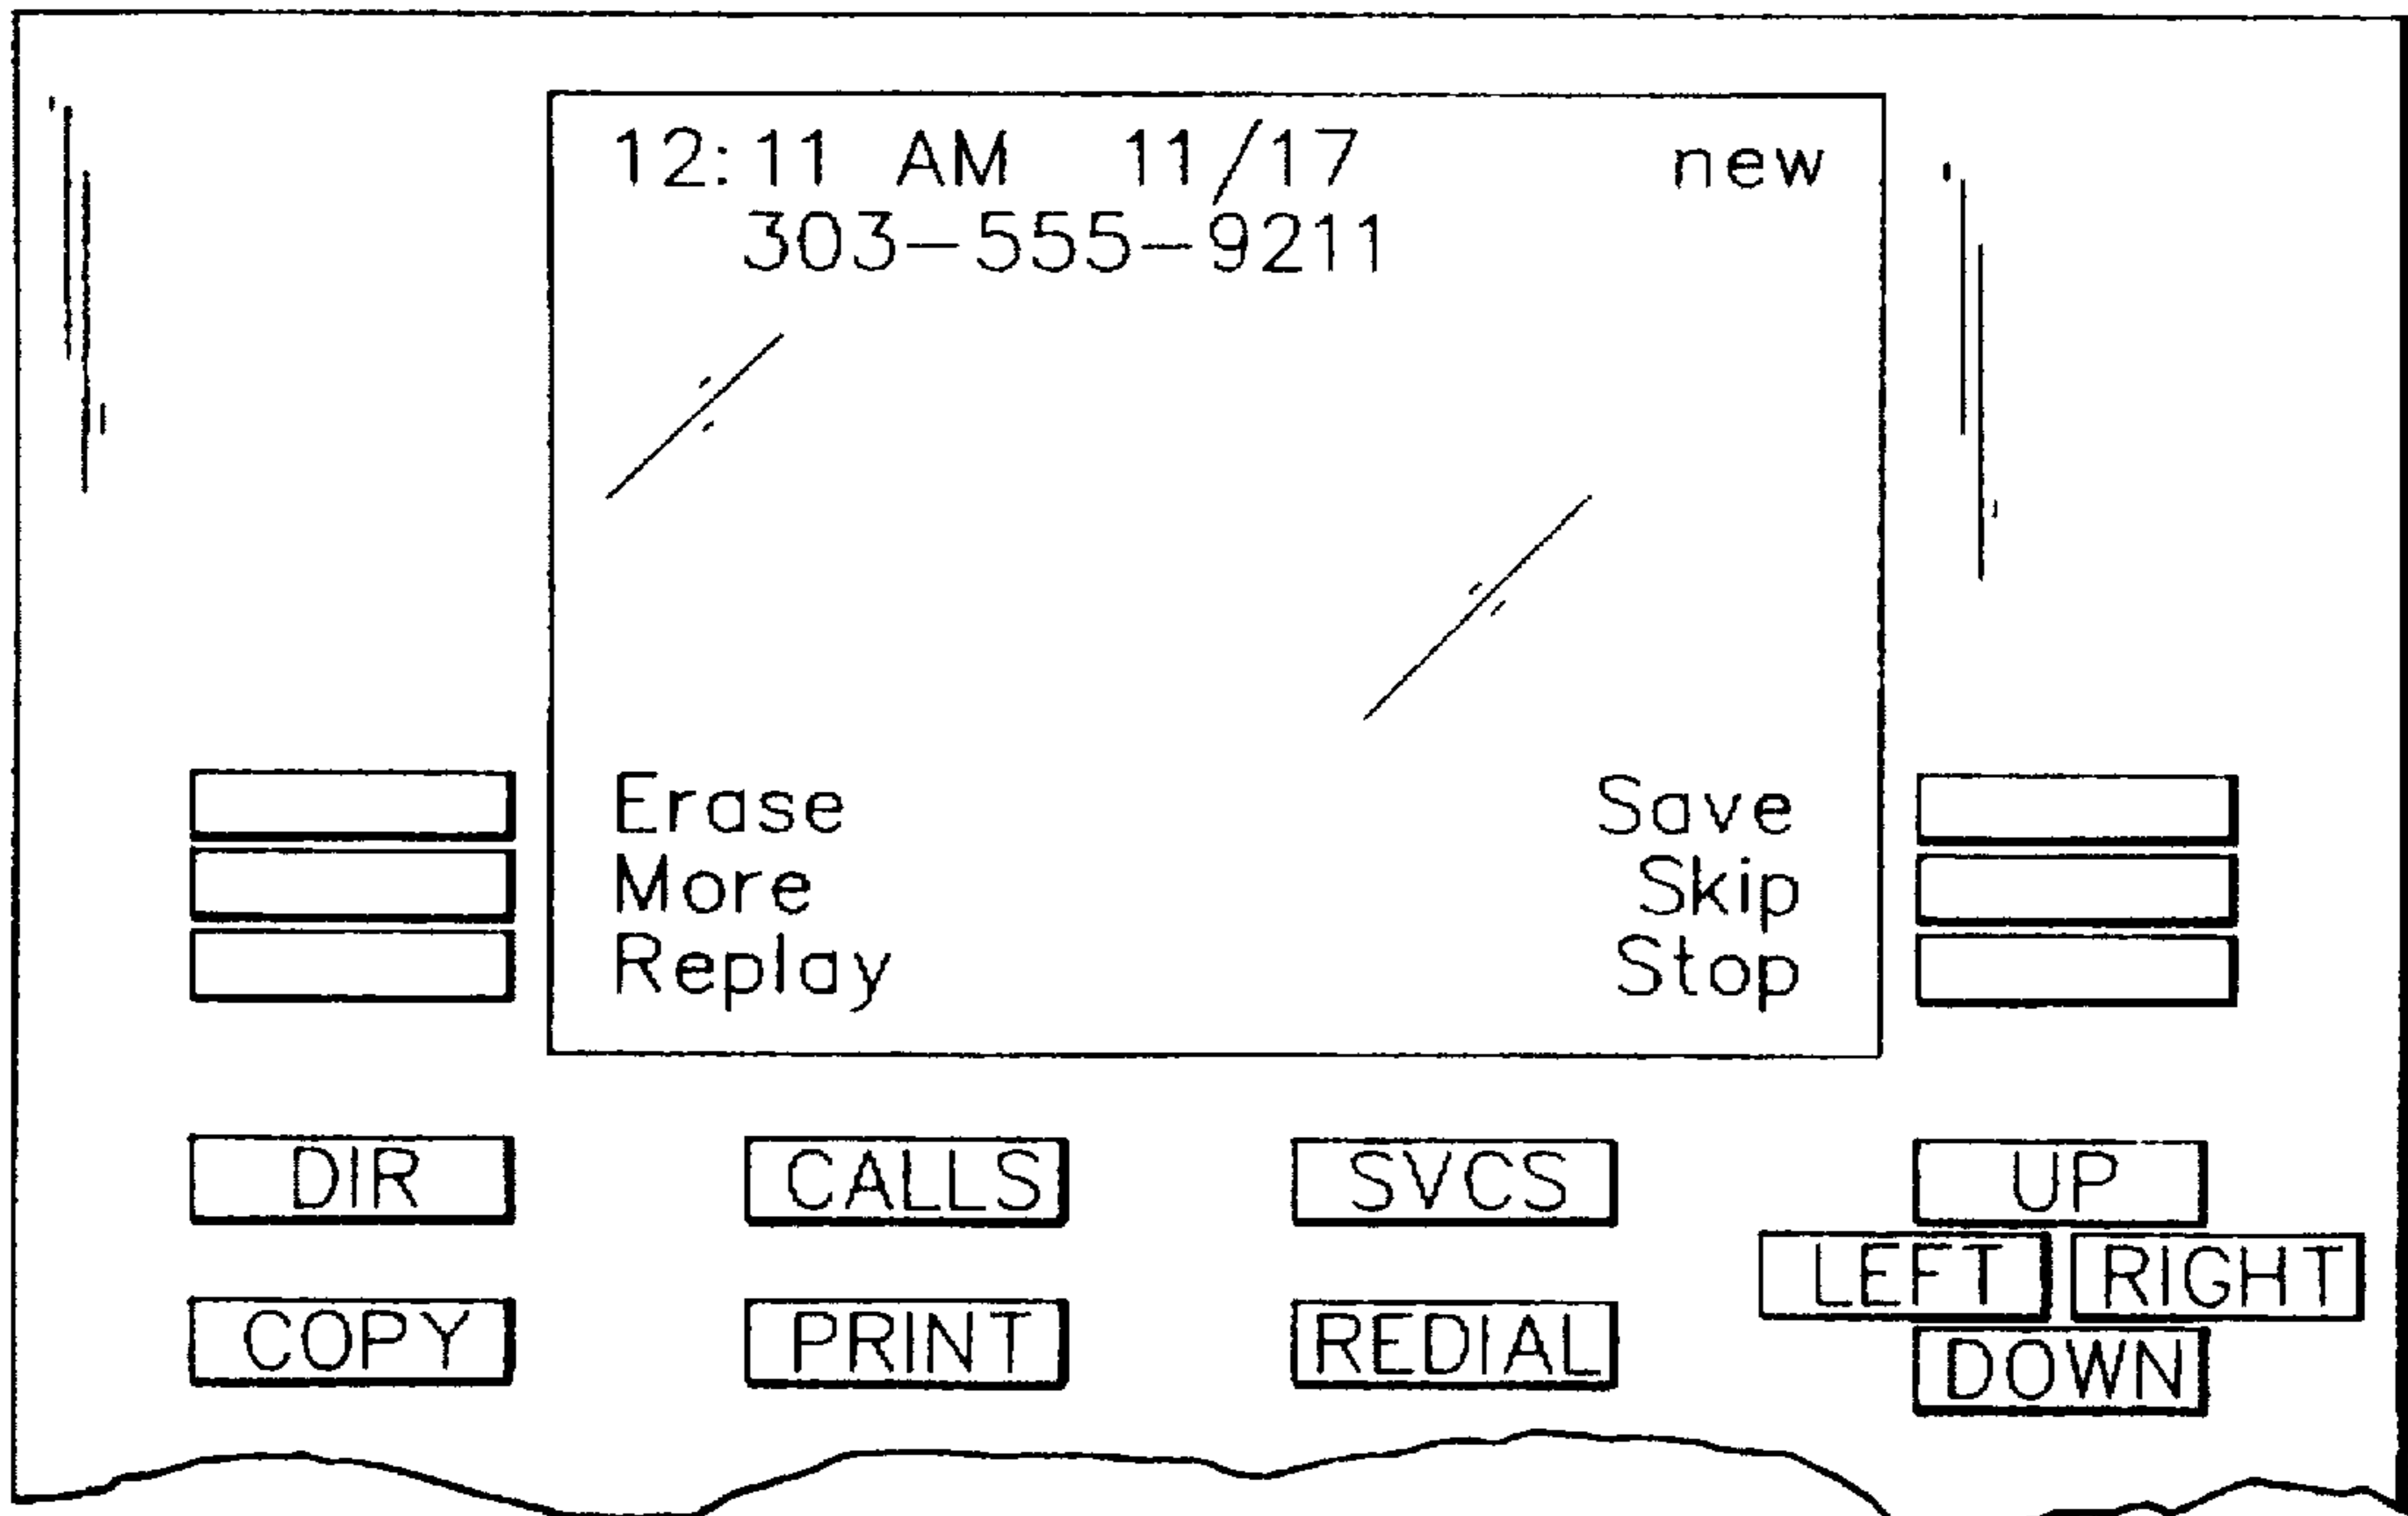 12:11 AM 11/17 new
303-555-9211
Erase Save
More Skip
Replay Stop
DIR CALLS SVCS UP
LEFT RIGHT
COPY PRINT REDIAL DOWN